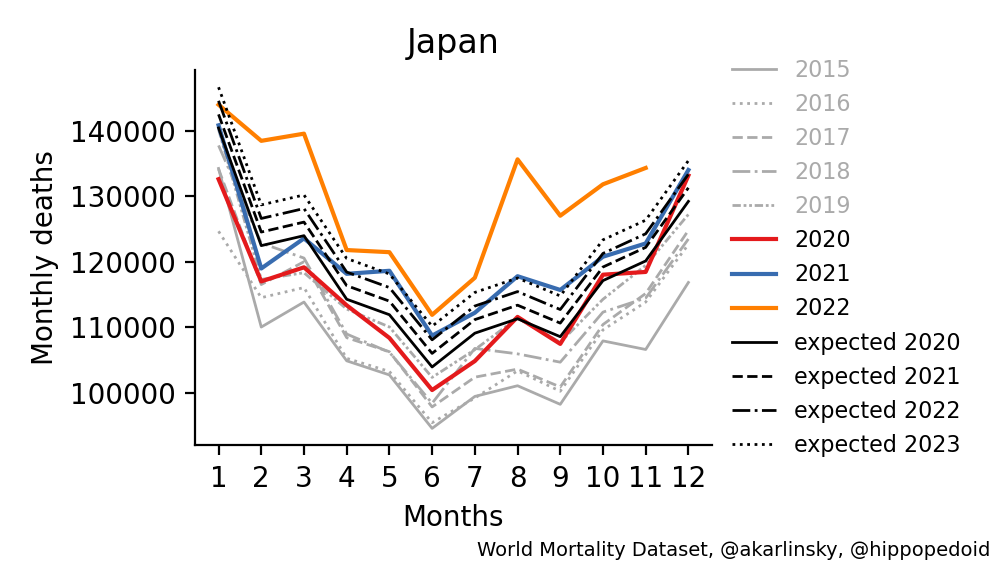 Japan
Monthly deaths
140000
130000
120000
110000
100000
1 2 3 4 5 6 7 8 9 10 11 12
Months
2015
2016
2017
2018
2019
2020
2021
2022
expected 2020
expected 2021
expected 2022
expected 2023
World Mortality Dataset, @akarlinsky, @hippopedoid